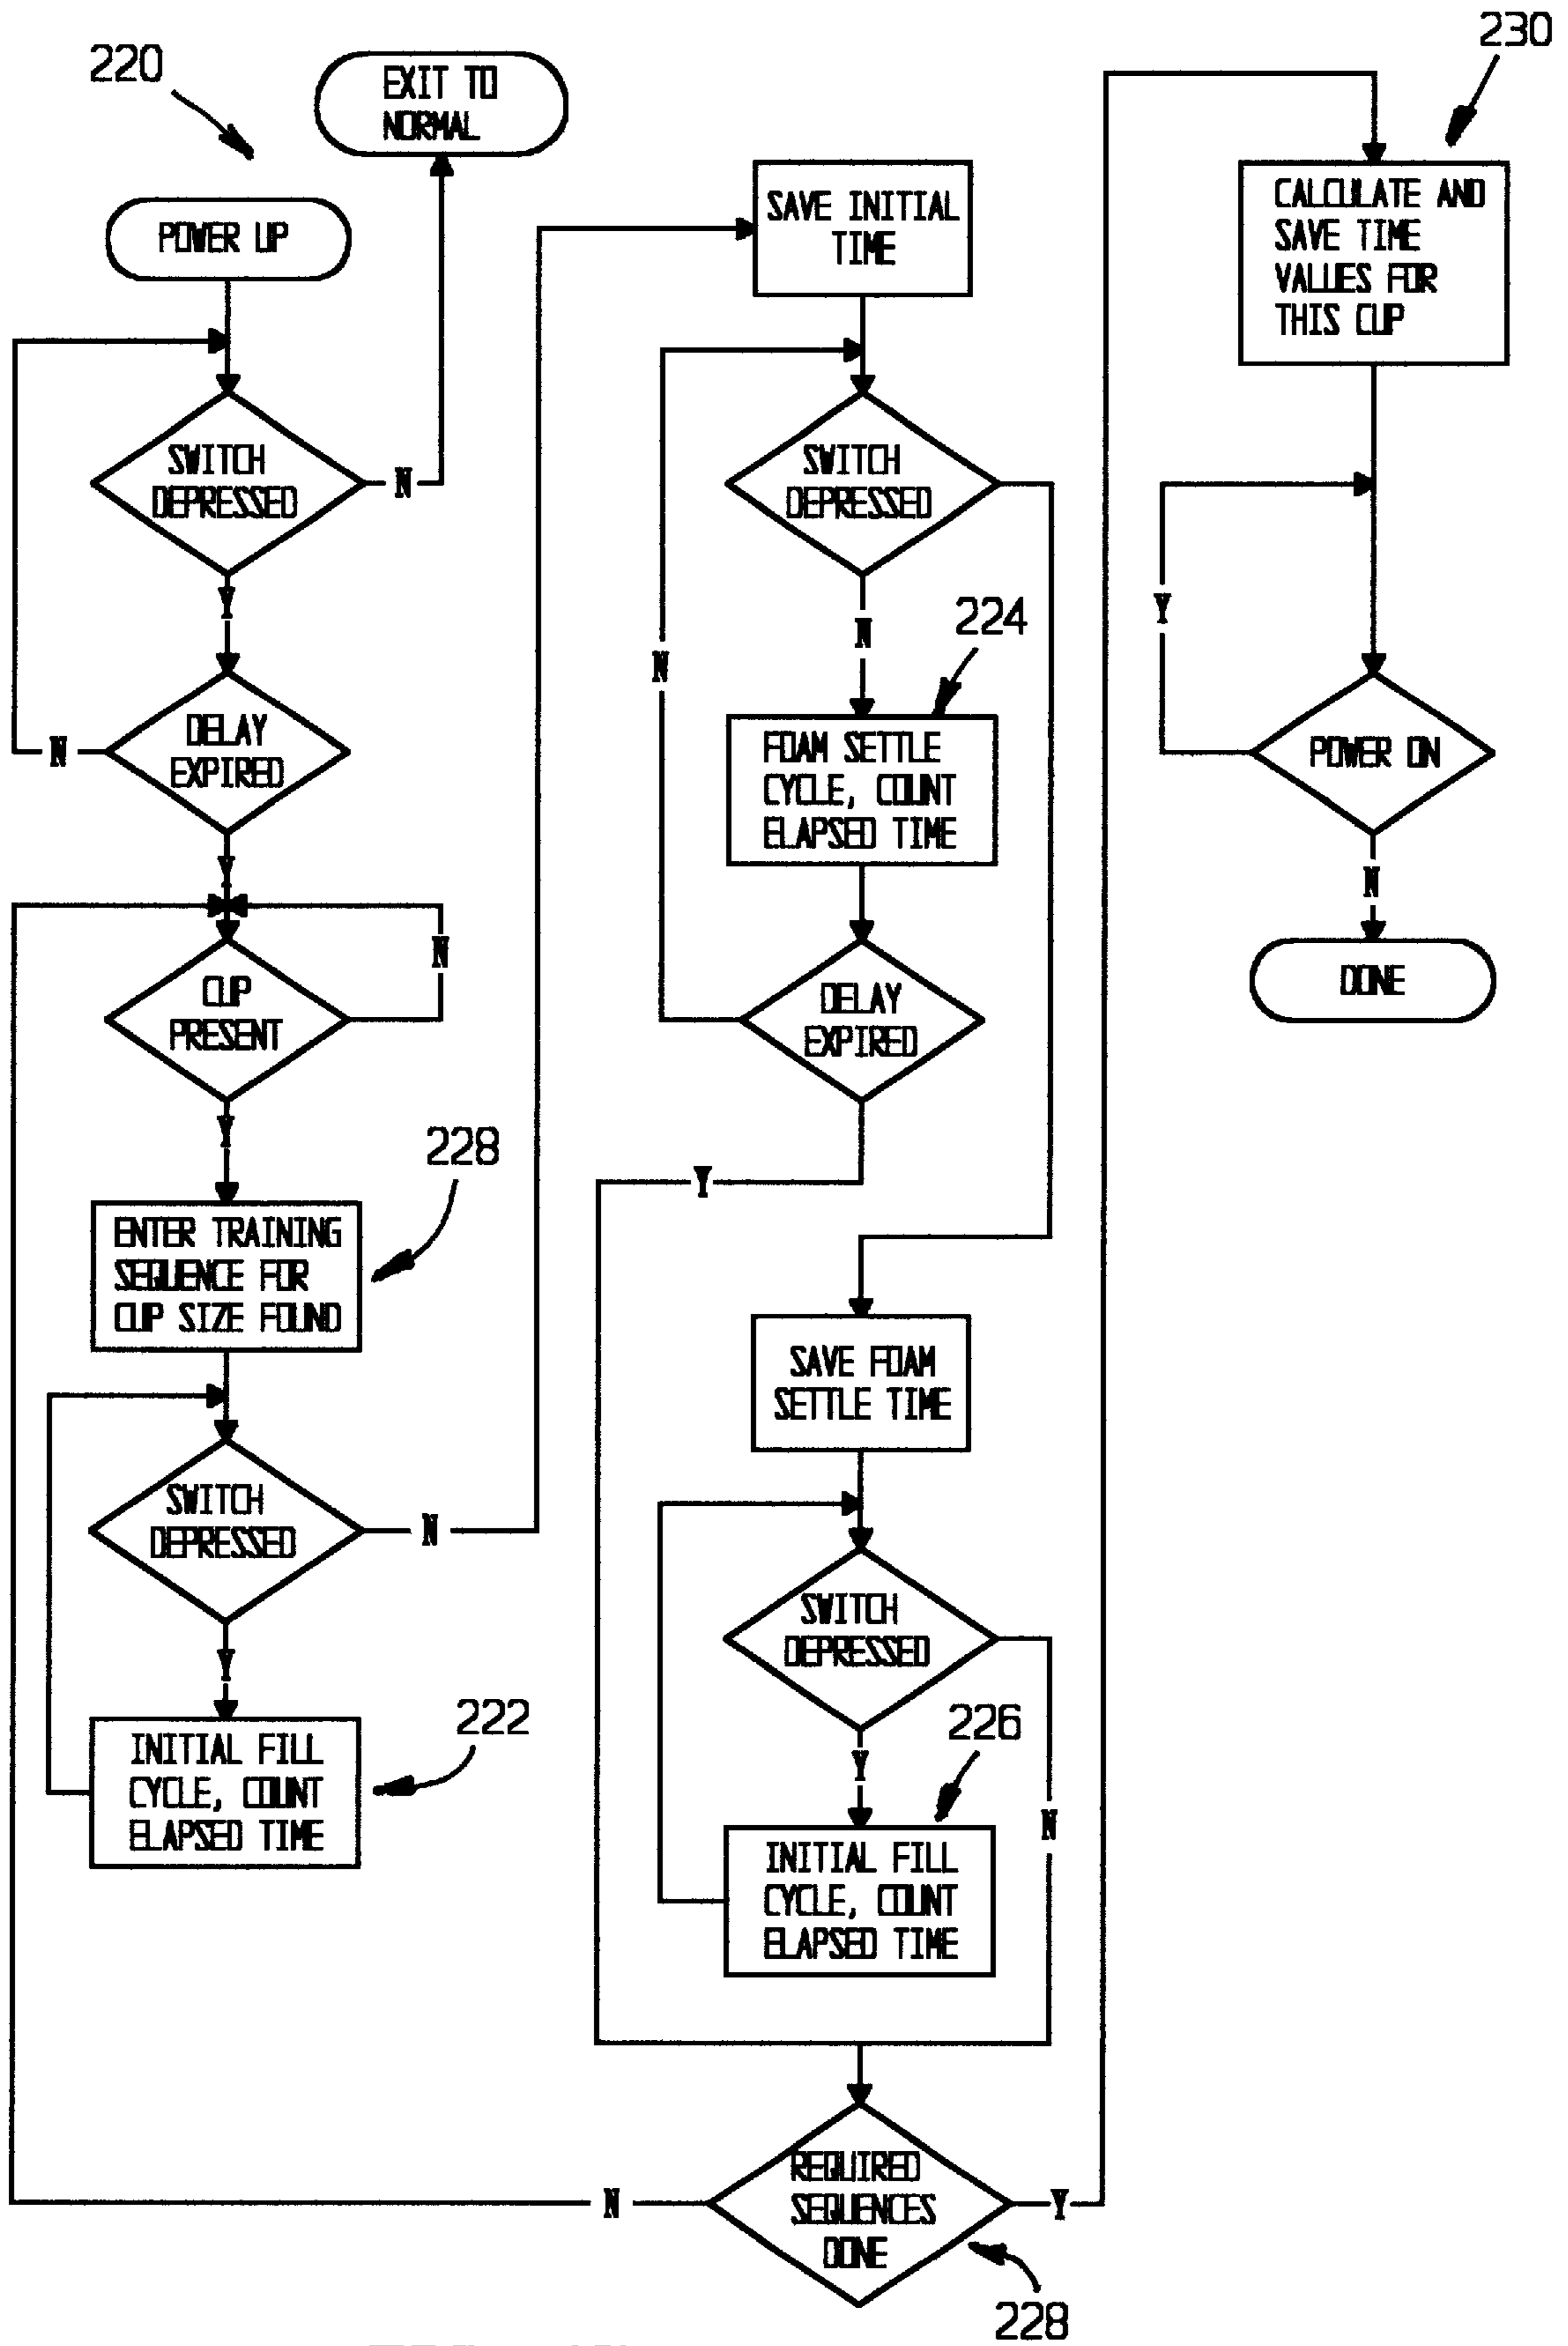 220
EXIT TO
NORMAL
POWER UP
SWITCH
DEPRESSED
N
Y
DELAY
EXPIRED
N
Y
CUP
PRESENT
N
Y
228
ENTER TRAINING
SEQUENCE FOR
CUP SIZE FOUND
SWITCH
DEPRESSED
N
Y
222
INITIAL FILL
CYCLE, COUNT
ELAPSED TIME
SAVE INITIAL
TIME
SWITCH
DEPRESSED
N
224
FOAM SETTLE
CYCLE, COUNT
ELAPSED TIME
N
DELAY
EXPIRED
Y
SAVE FOAM
SETTLE TIME
SWITCH
DEPRESSED
Y
N
226
INITIAL FILL
CYCLE, COUNT
ELAPSED TIME
REQUIRED
SEQUENCES
DONE
N
Y
228
230
CALCULATE AND
SAVE TIME
VALUES FOR
THIS CUP
Y
POWER ON
N
DONE